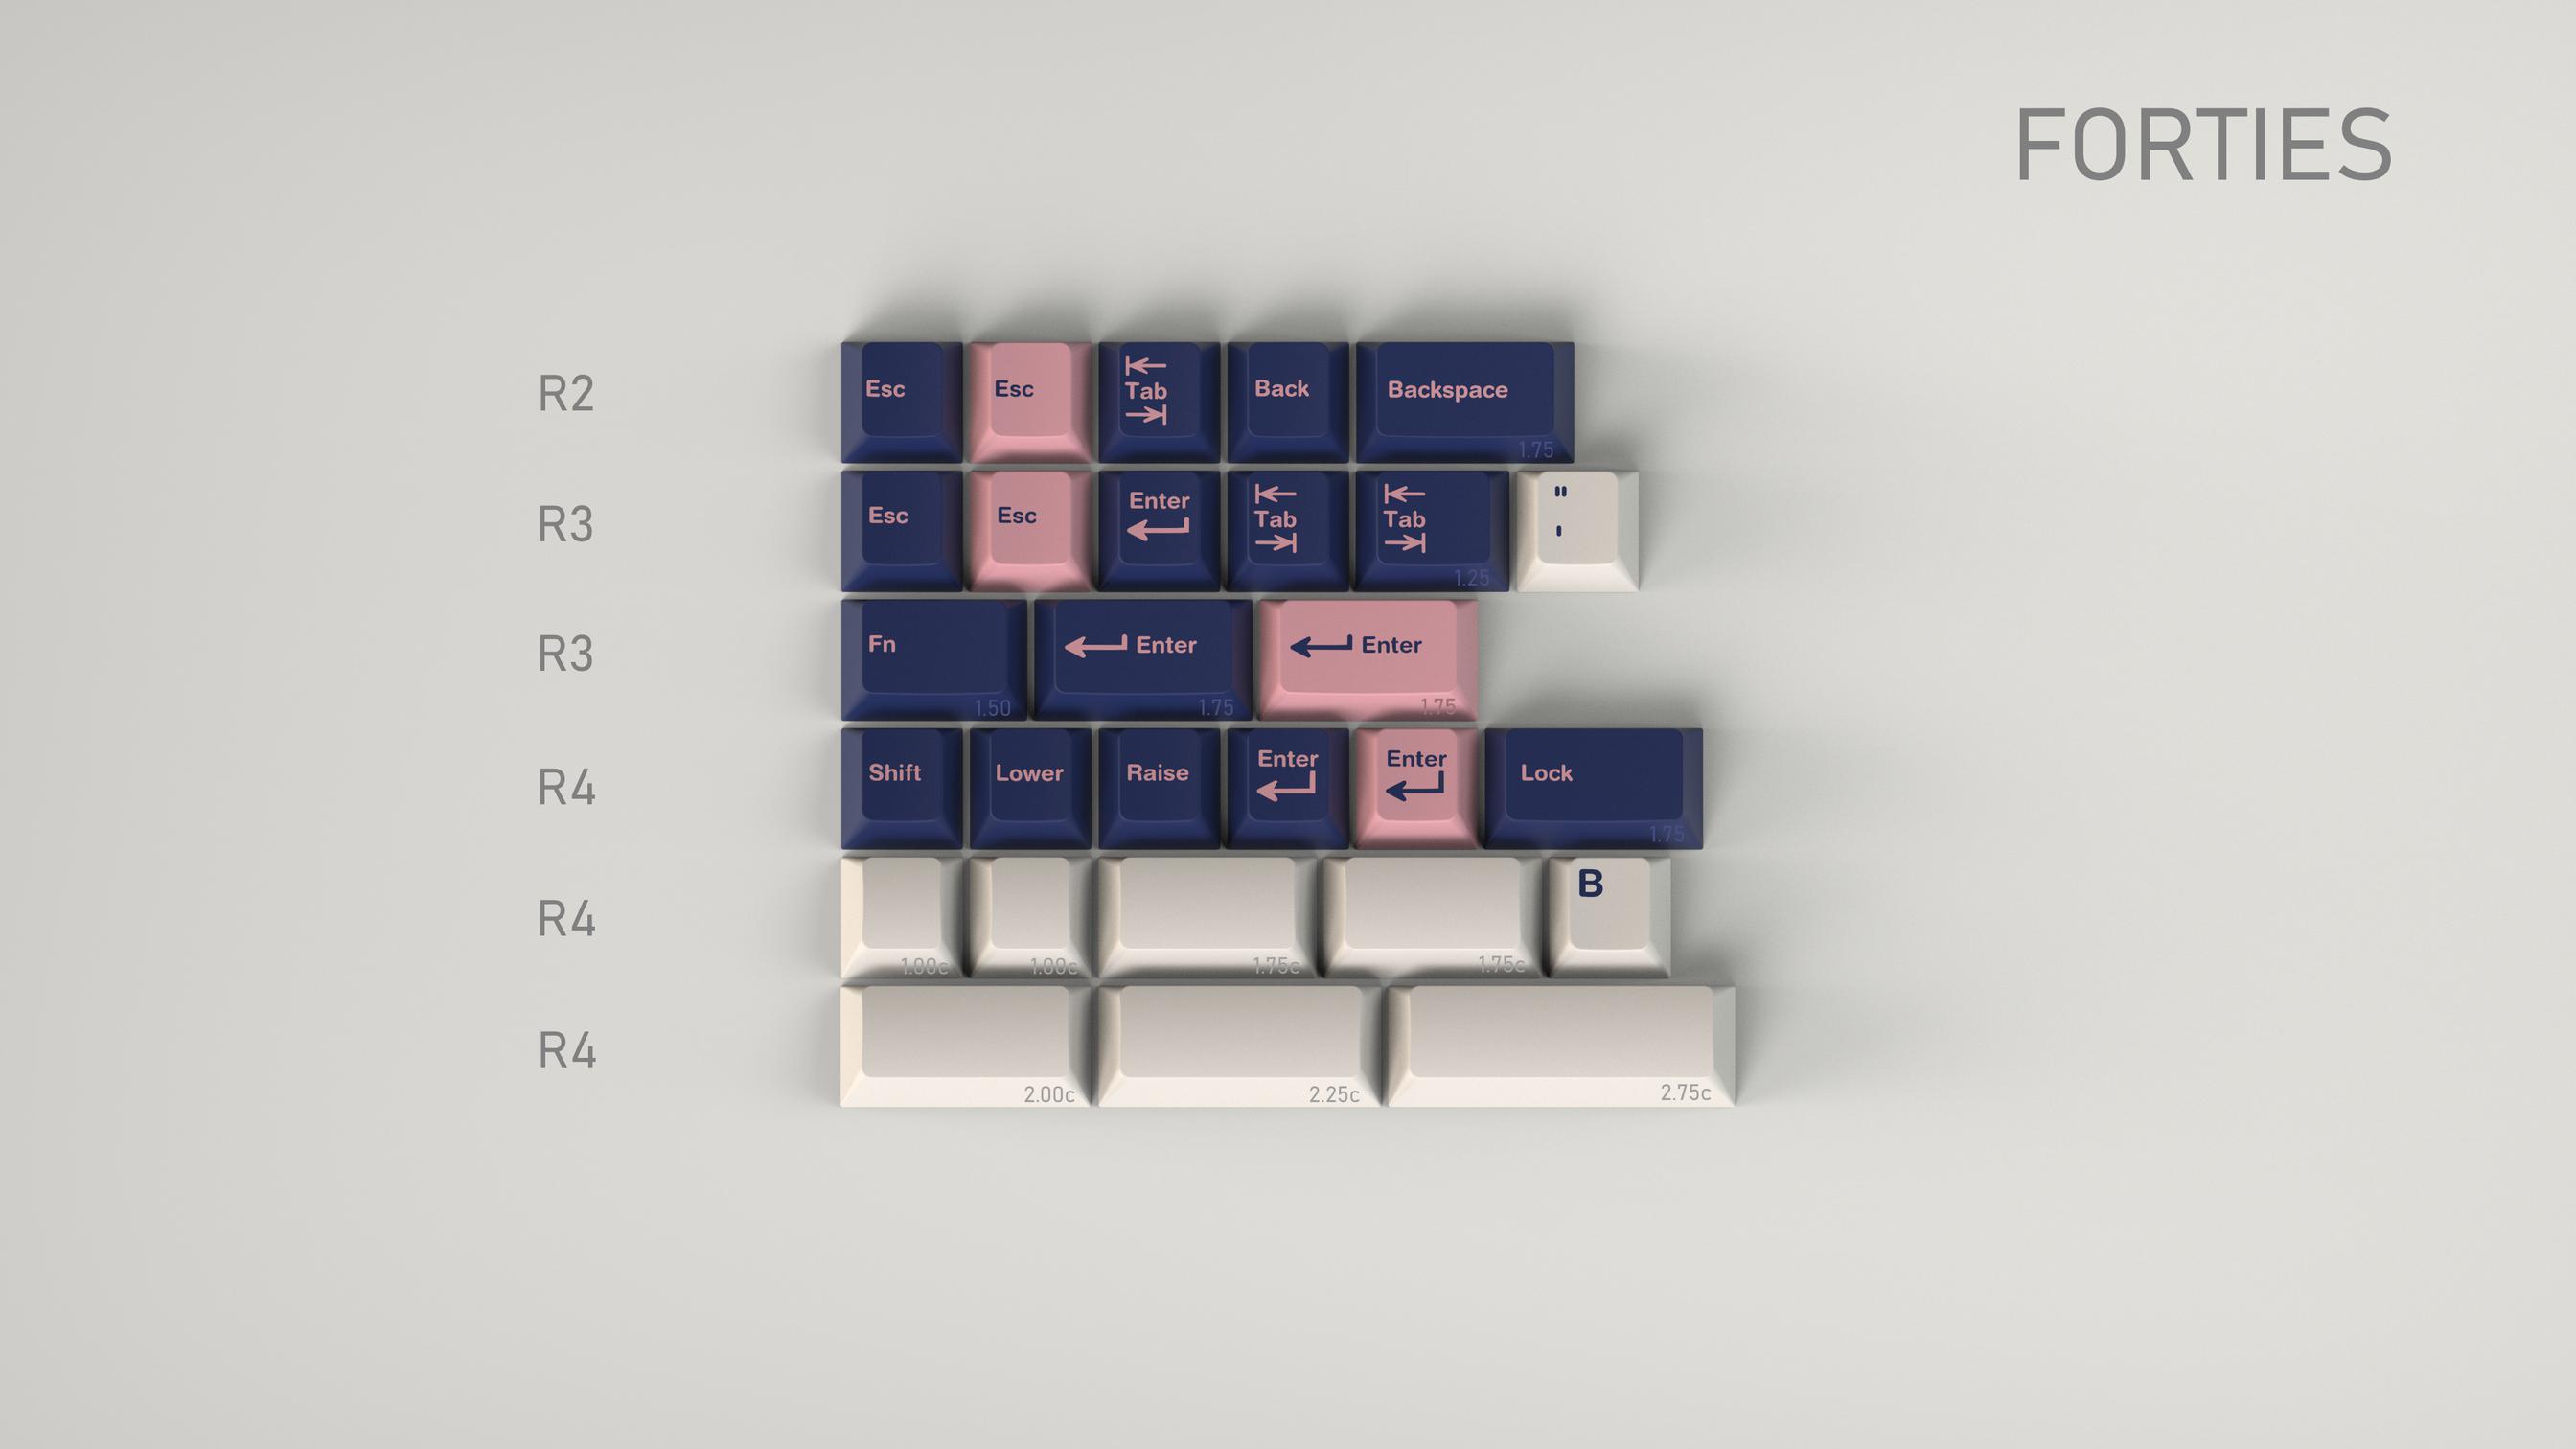 FORTIES
R2
Esc
Esc
Tab
Back
Backspace
1.75
R3
Esc
Esc
Enter
Tab
Tab
1.25
"
'
R3
Fn
1.50
Enter
1.75
Enter
1.75
R4
Shift
Lower
Raise
Enter
Enter
Lock
1.75
R4
1.00c
1.00c
1.75c
1.75c
B
R4
2.00c
2.25c
2.75c